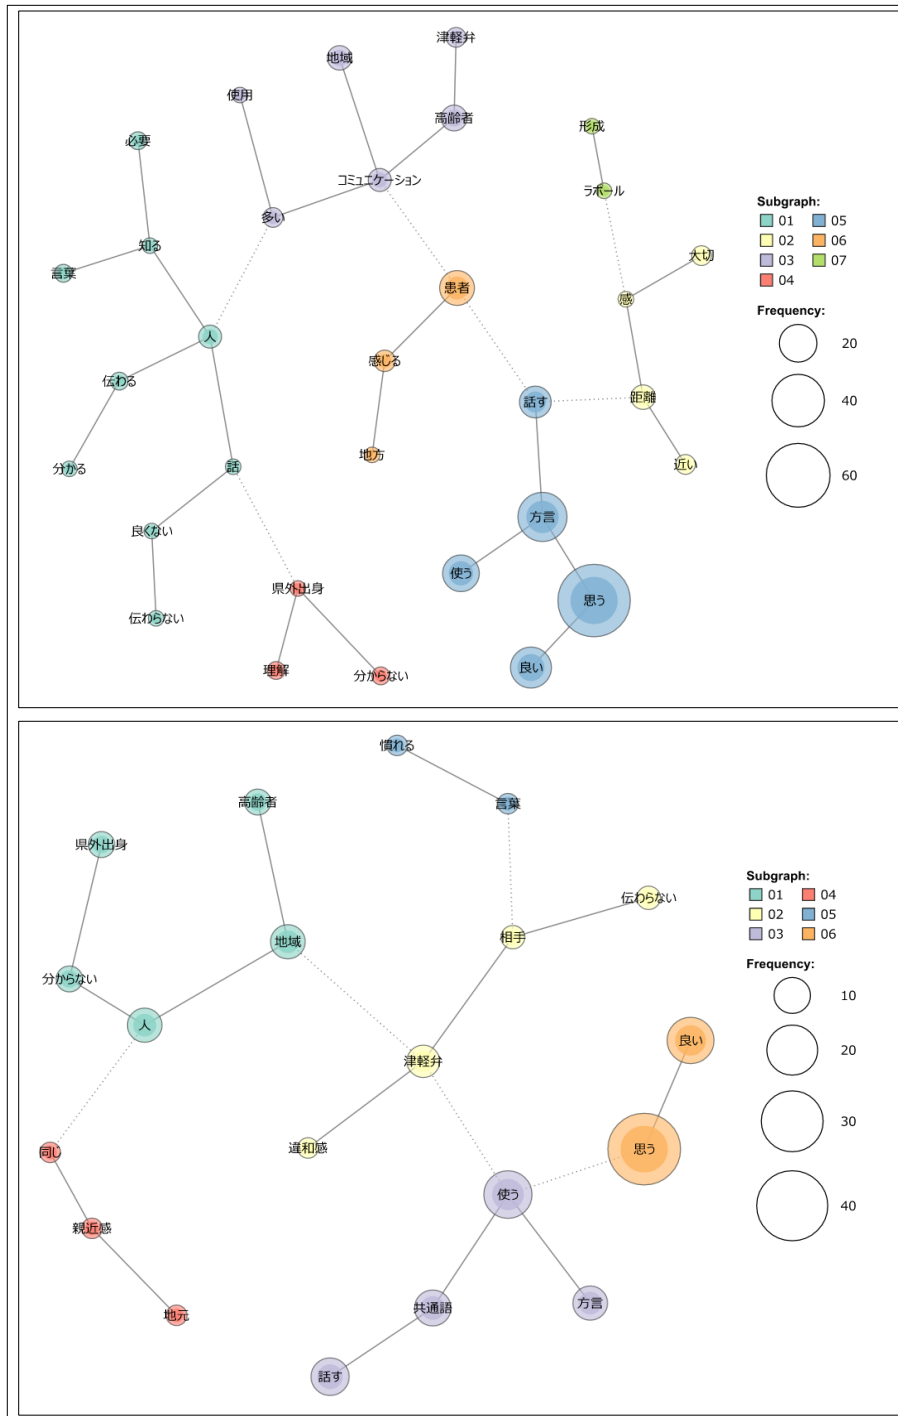 津軽弁
地域
使用
高齢者
形成
必要
コミュニケーション
ラポール
多い
知る
大切
言葉
患者
感
人
感じる
伝わる
距離
話す
地方
近い
分かる
話
方言
良くない
使う
県外出身
思う
伝わらない
理解
分からない
良い
Subgraph:
01 05
02 06
03 07
04
Frequency:
20
40
60
慣れる
高齢者
言葉
県外出身
伝わらない
相手
地域
分からない
人
津軽弁
良い
違和感
思う
同じ
使う
親近感
共通語
方言
地元
話す
Subgraph:
01 04
02 05
03 06
Frequency:
10
20
30
40